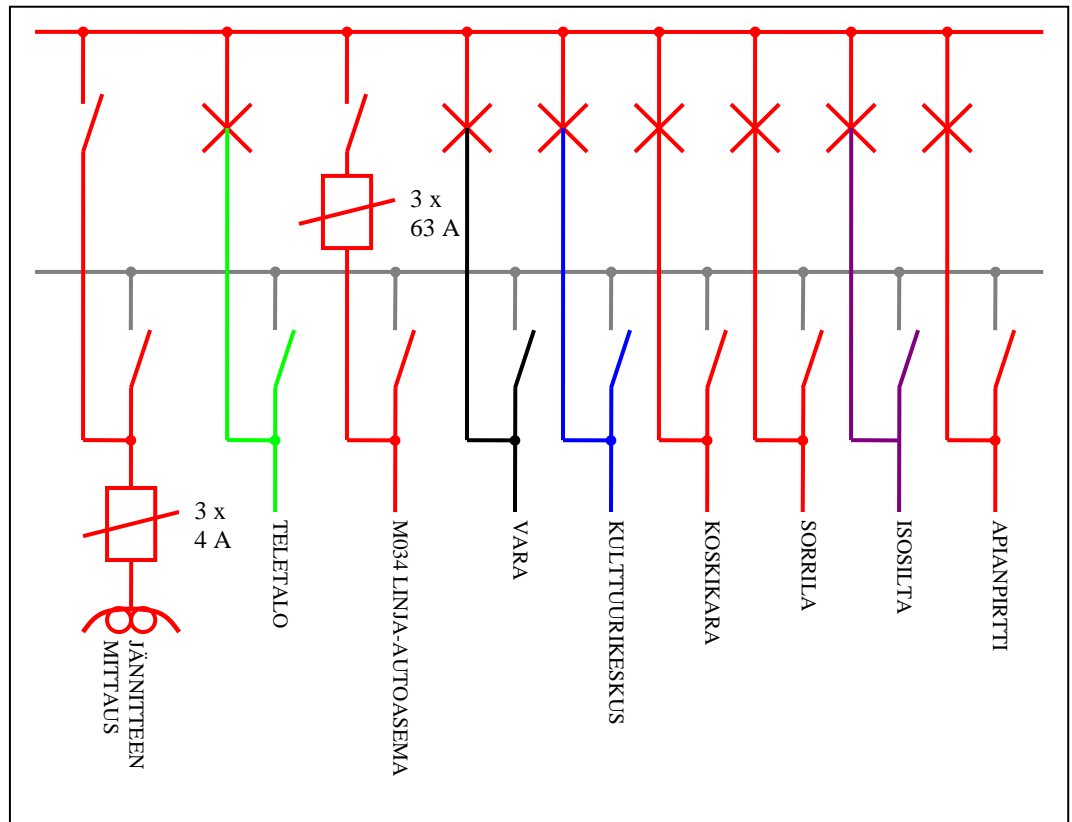 3 x
63 A
3 x
4 A
JÄNNITTEEN
MITTAUS
TELETALO
M034 LINJA-AUTOASEMA
VARA
KULTTUURIKESKUS
KOSKIKARA
SORRILA
ISOSILTA
APIANPIRTTI